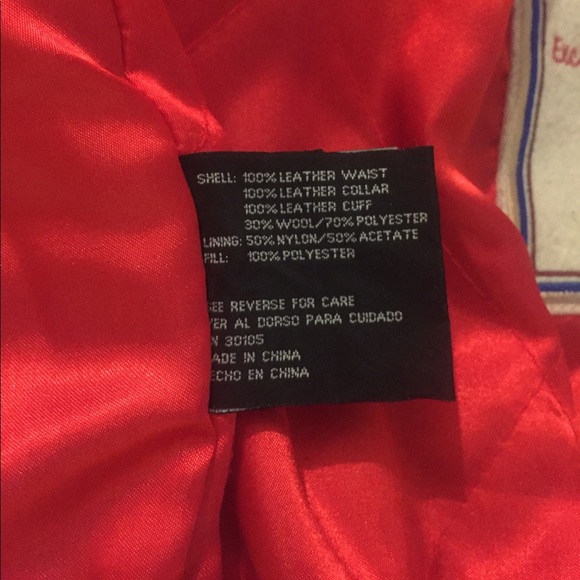 SHELL: 100% LEATHER WAIST
100% LEATHER COLLAR
100% LEATHER CUFF
30% WOOL/70% POLYESTER
LINING: 50% NYLON/50% ACETATE
FILL: 100% POLYESTER
SEE REVERSE FOR CARE
VER AL DORSO PARA CUIDADO
N 30105
ADE IN CHINA
ECHO EN CHINA
Exc